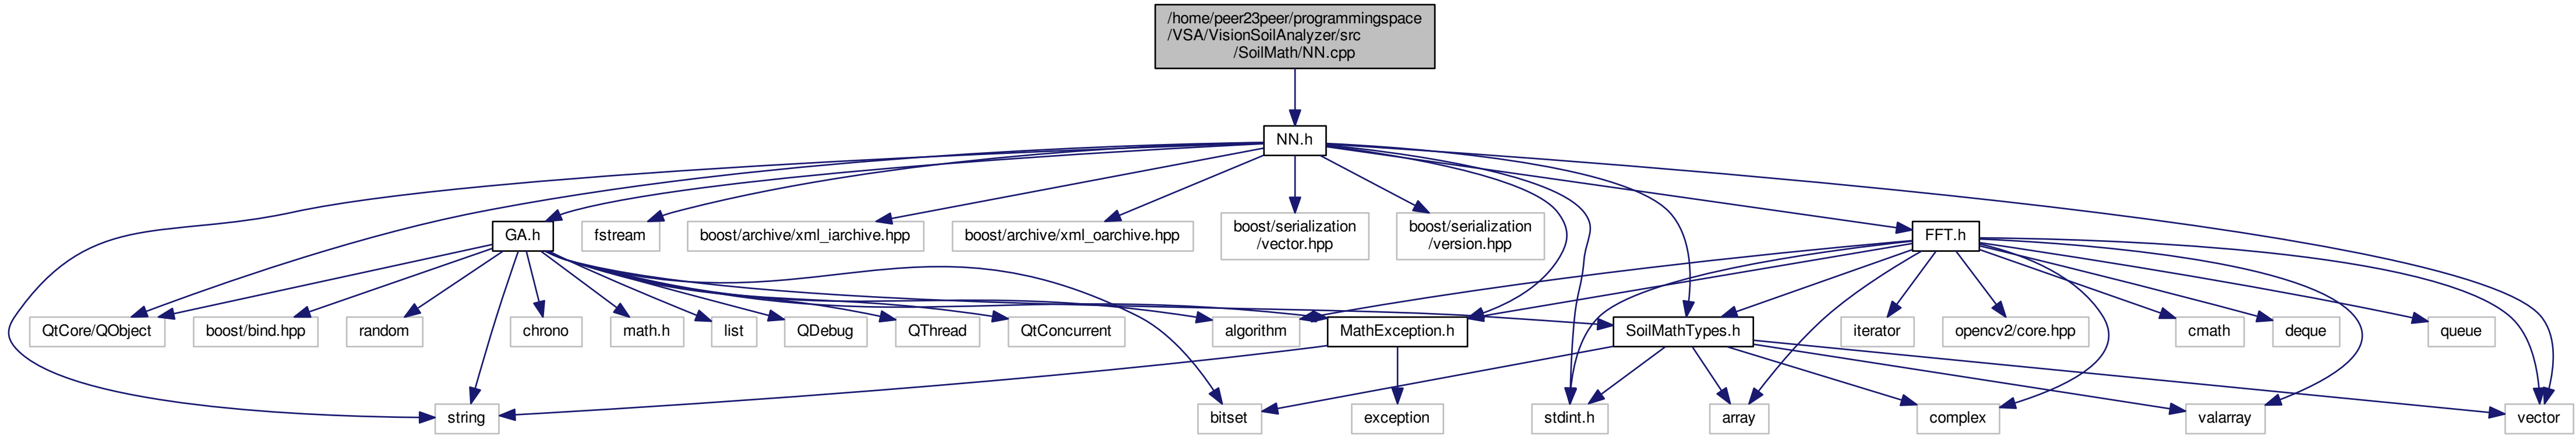 /home/peer23peer/programmingspace
/VSA/VisionSoilAnalyzer/src
/SoilMath/NN.cpp
NN.h
GA.h
fstream
boost/archive/xml_iarchive.hpp
boost/archive/xml_oarchive.hpp
boost/serialization
/vector.hpp
boost/serialization
/version.hpp
FFT.h
QtCore/QObject
boost/bind.hpp
random
chrono
math.h
list
QDebug
QThread
QtConcurrent
algorithm
MathException.h
SoilMathTypes.h
iterator
opencv2/core.hpp
cmath
deque
queue
string
bitset
exception
stdint.h
array
complex
valarray
vector